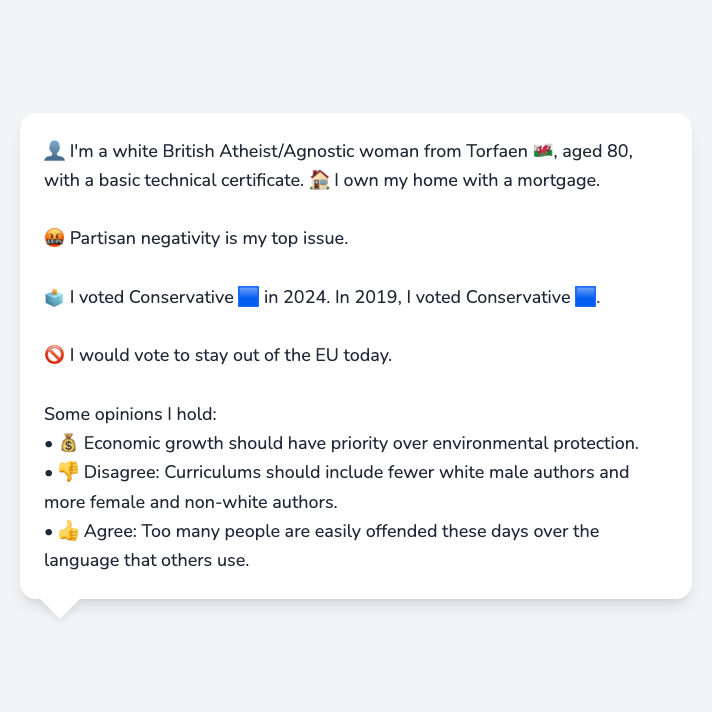 👤 I'm a white British Atheist/Agnostic woman from Torfaen 🏴󠁧󠁢󠁷󠁬󠁳󠁿, aged 80,
with a basic technical certificate. 🏠 I own my home with a mortgage.
🤬 Partisan negativity is my top issue.
🗳️ I voted Conservative 🟦 in 2024. In 2019, I voted Conservative 🟦.
🚫 I would vote to stay out of the EU today.
Some opinions I hold:
• 💰 Economic growth should have priority over environmental protection.
• 👎 Disagree: Curriculums should include fewer white male authors and
more female and non-white authors.
• 👍 Agree: Too many people are easily offended these days over the
language that others use.